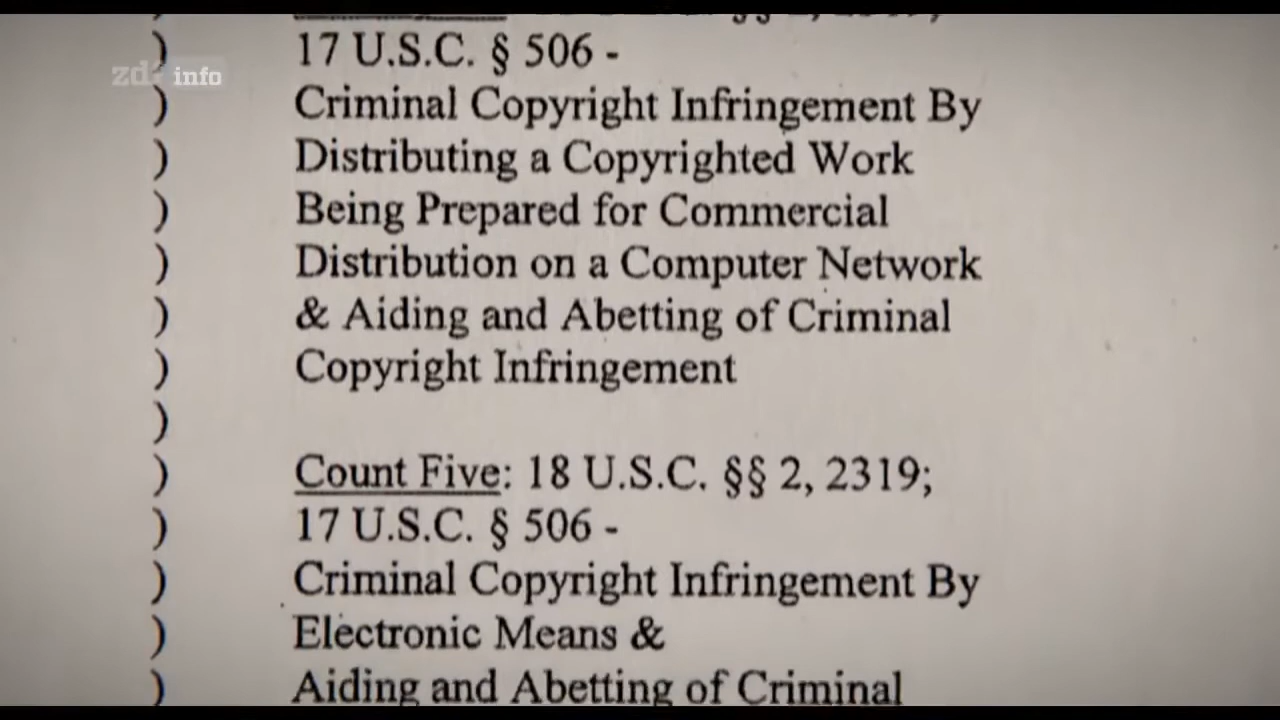 zdf info
) 17 U.S.C. § 506 -
) Criminal Copyright Infringement By
) Distributing a Copyrighted Work
) Being Prepared for Commercial
) Distribution on a Computer Network
) & Aiding and Abetting of Criminal
) Copyright Infringement
)
) Count Five: 18 U.S.C. §§ 2, 2319;
) 17 U.S.C. § 506 -
) Criminal Copyright Infringement By
) Electronic Means &
) Aiding and Abetting of Criminal